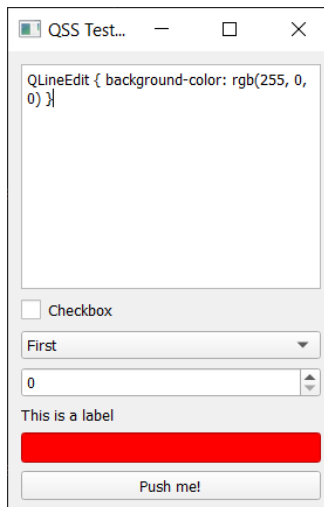 QSS Test...
QLineEdit { background-color: rgb(255, 0,
0) }
Checkbox
First
0
This is a label
Push me!